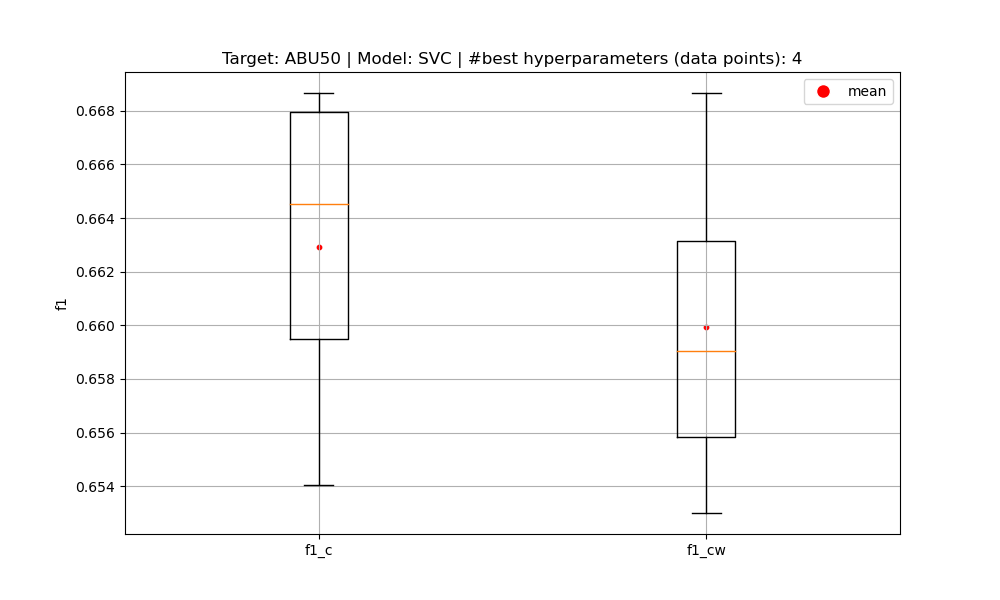 Target: ABU50 | Model: SVC | #best hyperparameters (data points): 4
mean
0.668
0.666
0.664
0.662
0.660
0.658
0.656
0.654
f1
f1_c
f1_cw